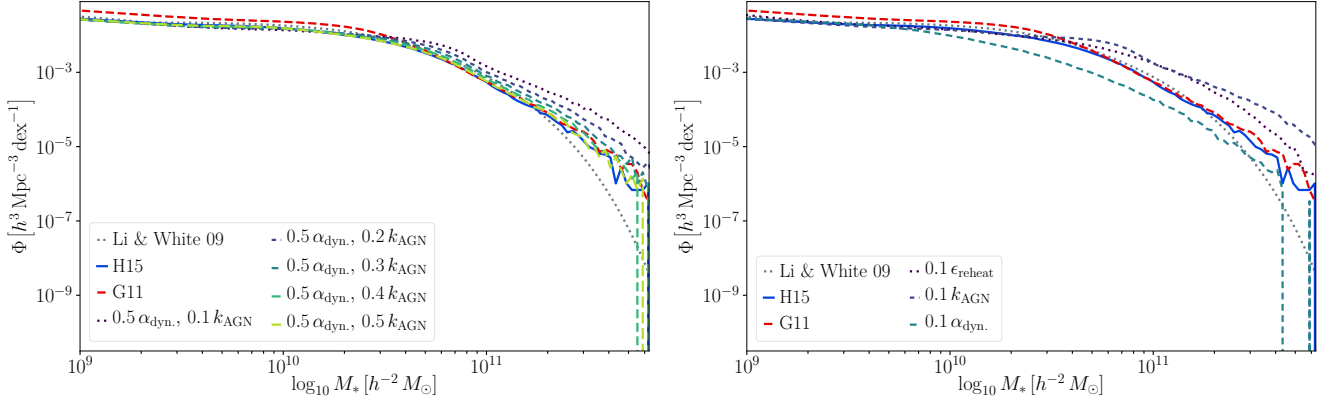 Φ [h³ Mpc⁻³ dex⁻¹]
10⁻³
10⁻⁵
10⁻⁷
10⁻⁹
Li & White 09
H15
G11
0.5 α_dyn., 0.1 k_AGN
0.5 α_dyn., 0.2 k_AGN
0.5 α_dyn., 0.3 k_AGN
0.5 α_dyn., 0.4 k_AGN
0.5 α_dyn., 0.5 k_AGN
10⁹
10¹⁰
10¹¹
log₁₀ M_* [h⁻² M_⊙]
Φ [h³ Mpc⁻³ dex⁻¹]
10⁻³
10⁻⁵
10⁻⁷
10⁻⁹
Li & White 09
H15
G11
0.1 ϵ_reheat
0.1 k_AGN
0.1 α_dyn.
10⁹
10¹⁰
10¹¹
log₁₀ M_* [h⁻² M_⊙]